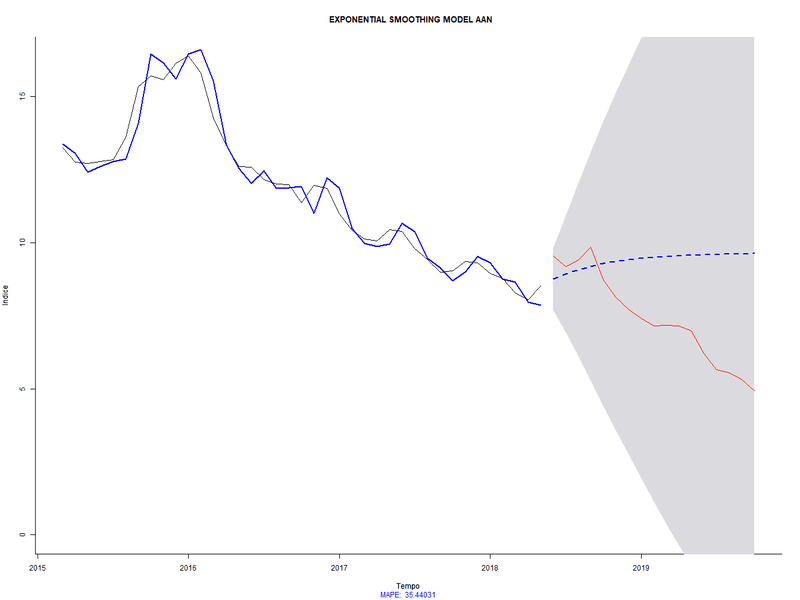 EXPONENTIAL SMOOTHING MODEL AAN
15
10
5
0
Indice
2015 2016 2017 2018 2019
Tempo
MAPE: 35.44031